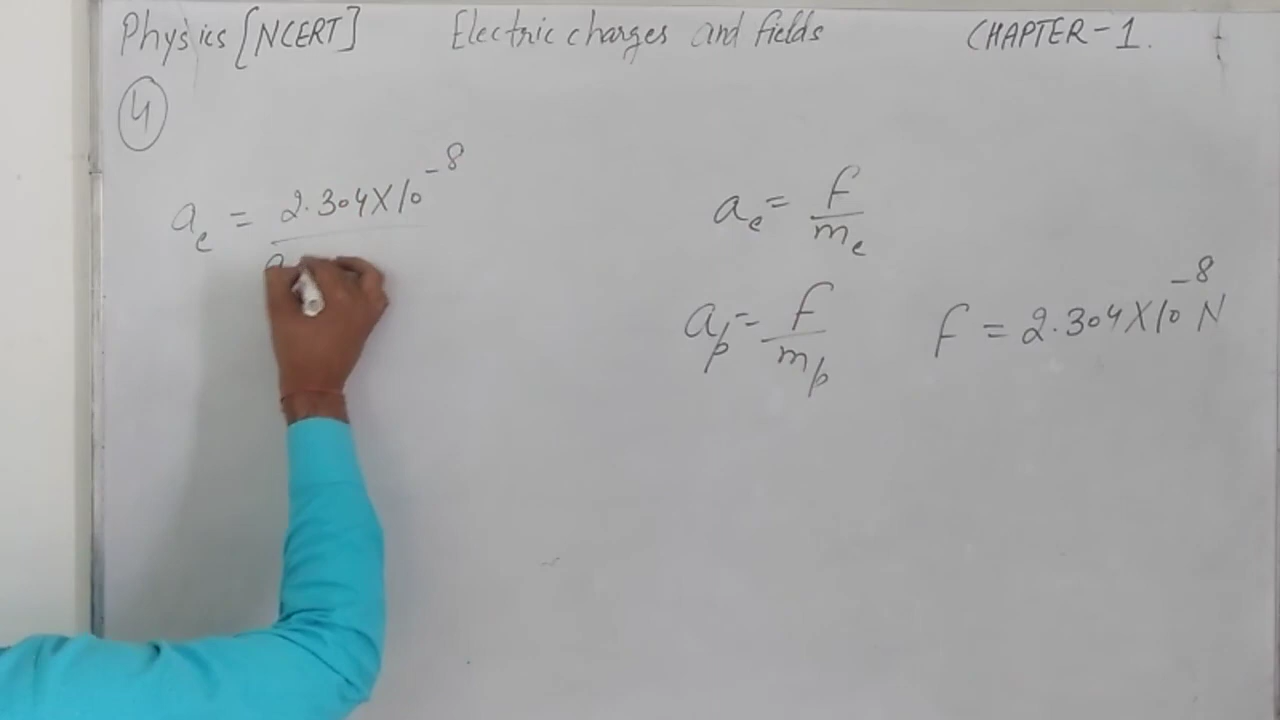 Physics [NCERT] Electric charges and fields CHAPTER-1.
4
a_e = 2.304×10^-8 / 9
a_e = F / m_e
a_p = F / m_p
F = 2.304×10^-8 N